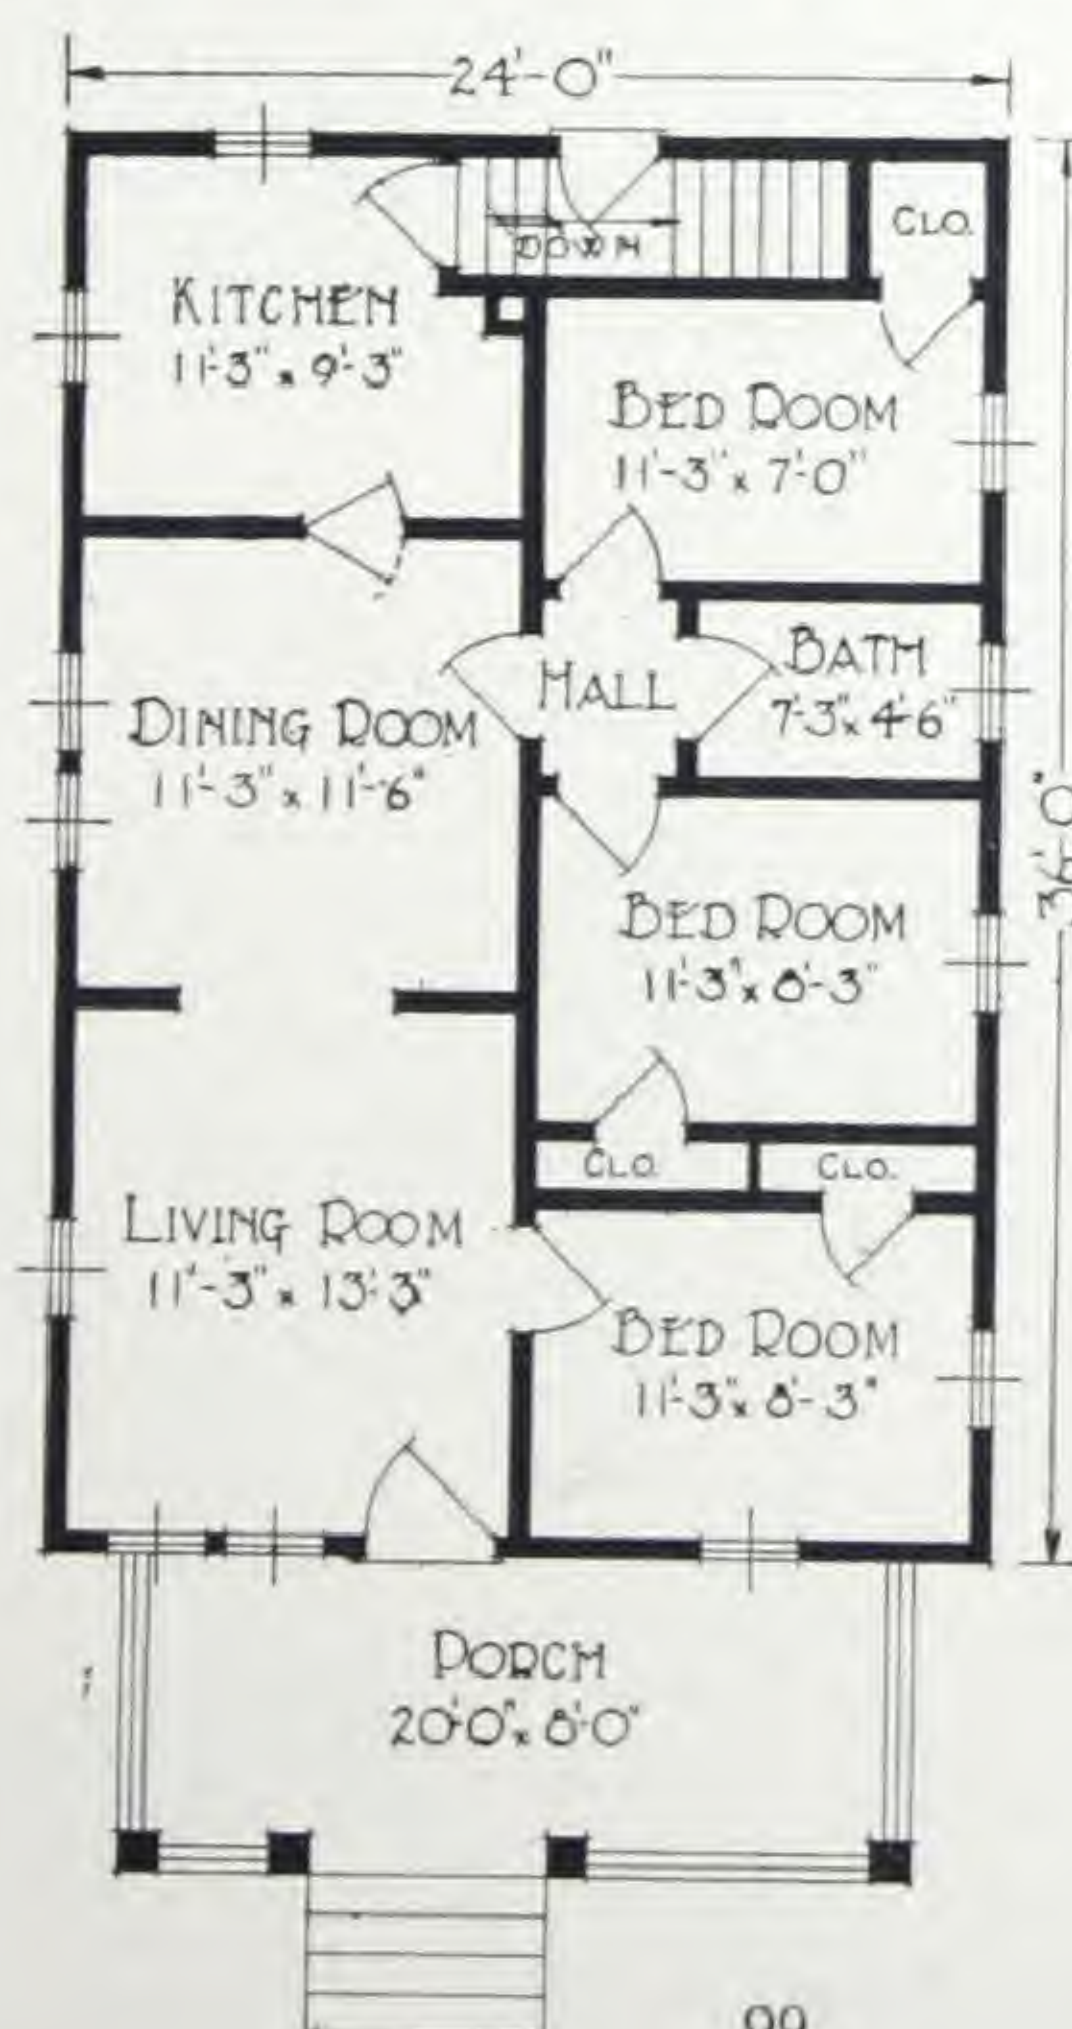 24'-0"
CLO.
DOWN
KITCHEN
11'-3" x 9'-3"
BED ROOM
11'-3" x 7'-0"
HALL
BATH
7'-3" x 4'-6"
DINING ROOM
11'-3" x 11'-6"
36'-0"
BED ROOM
11'-3" x 8'-3"
CLO.
CLO.
LIVING ROOM
11'-3" x 13'-3"
BED ROOM
11'-3" x 8'-3"
PORCH
20'-0" x 8'-0"